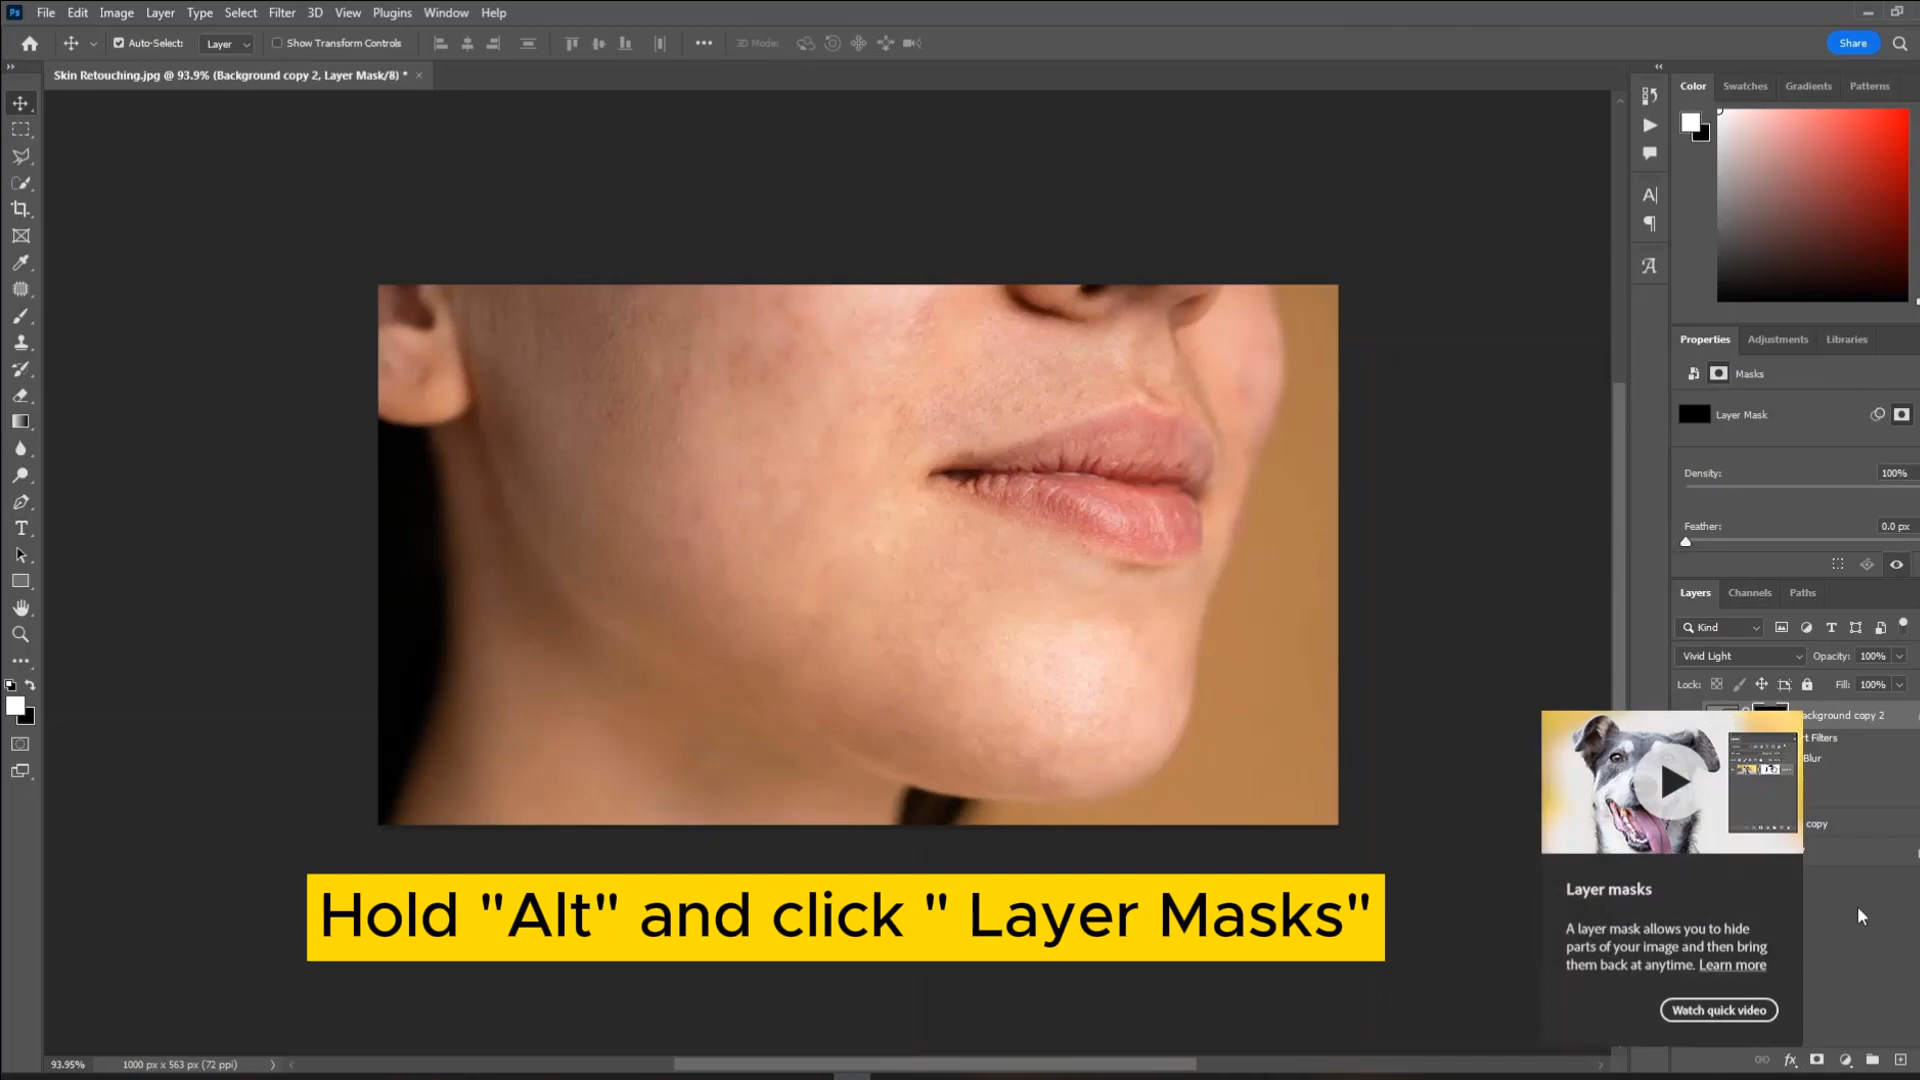 Ps File Edit Image Layer Type Select Filter 3D View Plugins Window Help
Auto-Select: Layer Show Transform Controls 3D Mode: Share
Skin Retouching.jpg @ 93.9% (Background copy 2, Layer Mask/8) * ×
Color Swatches Gradients Patterns
Properties Adjustments Libraries
Masks
Layer Mask
Density: 100%
Feather: 0.0 px
Layers Channels Paths
Kind
Vivid Light Opacity: 100%
Lock: Fill: 100%
ackground copy 2
rt Filters
Blur
copy
Layer masks
A layer mask allows you to hide
parts of your image and then bring
them back at anytime. Learn more
Watch quick video
Hold "Alt" and click " Layer Masks"
93.95% 1000 px x 563 px (72 ppi)